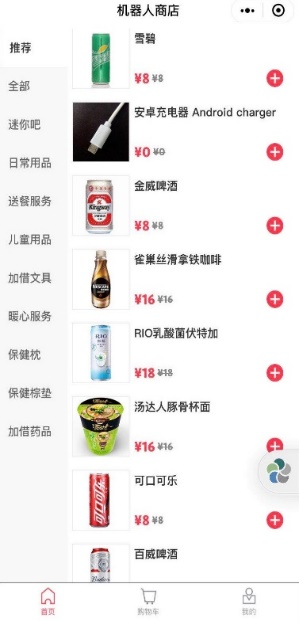 机器人商店
推荐
全部
迷你吧
日常用品
送餐服务
儿童用品
加借文具
暖心服务
保健枕
保健棕垫
加借药品
雪碧
¥8 ¥8
安卓充电器 Android charger
¥0 ¥0
金威啤酒
¥8 ¥8
雀巢丝滑拿铁咖啡
¥16 ¥16
RIO乳酸菌伏特加
¥18 ¥18
汤达人豚骨杯面
¥16 ¥16
可口可乐
¥8 ¥8
百威啤酒
Kingway
可口可乐
首页
购物车
我的